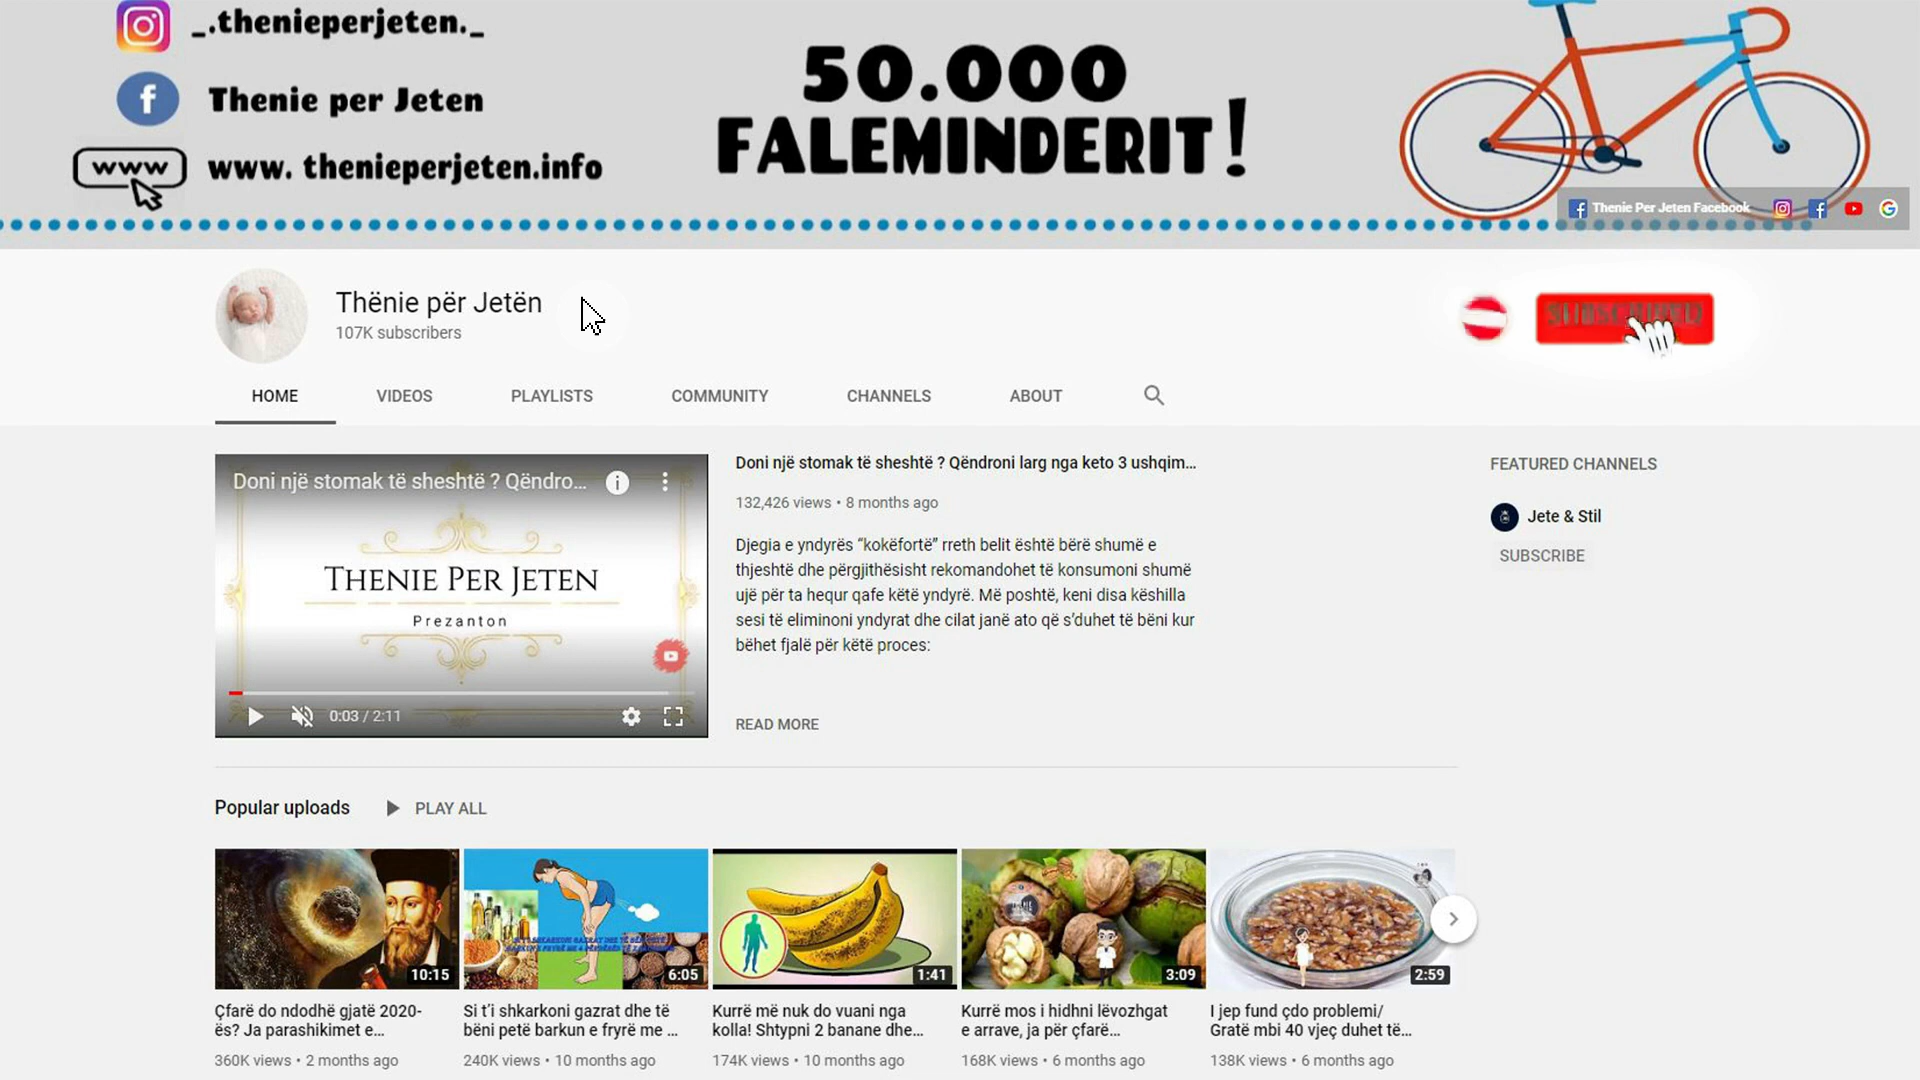 _.thenieperjeten._
Thenie per Jeten
www
www. thenieperjeten.info
50.000
FALEMINDERIT!
Thenie Per Jeten Facebook
Thënie për Jetën
107K subscribers
HOME
VIDEOS
PLAYLISTS
COMMUNITY
CHANNELS
ABOUT
Doni një stomak të sheshtë ? Qëndro...
THENIE PER JETEN
Prezanton
0:03 / 2:11
Doni një stomak të sheshtë ? Qëndroni larg nga keto 3 ushqim...
132,426 views • 8 months ago
Djegia e yndyrës “kokëfortë” rreth belit është bërë shumë e
thjeshtë dhe përgjithësisht rekomandohet të konsumoni shumë
ujë për ta hequr qafe këtë yndyrë. Më poshtë, keni disa këshilla
sesi të eliminoni yndyrat dhe cilat janë ato që s’duhet të bëni kur
bëhet fjalë për këtë proces:
READ MORE
FEATURED CHANNELS
Jete & Stil
SUBSCRIBE
Popular uploads
PLAY ALL
10:15
Çfarë do ndodhë gjatë 2020-
ës? Ja parashikimet e...
360K views • 2 months ago
6:05
Si t’i shkarkoni gazrat dhe të
bëni petë barkun e fryrë me ...
240K views • 10 months ago
1:41
Kurrë më nuk do vuani nga
kolla! Shtypni 2 banane dhe...
174K views • 10 months ago
3:09
Kurrë mos i hidhni lëvozhgat
e arrave, ja për çfarë...
168K views • 6 months ago
2:59
I jep fund çdo problemi/
Gratë mbi 40 vjeç duhet të...
138K views • 6 months ago